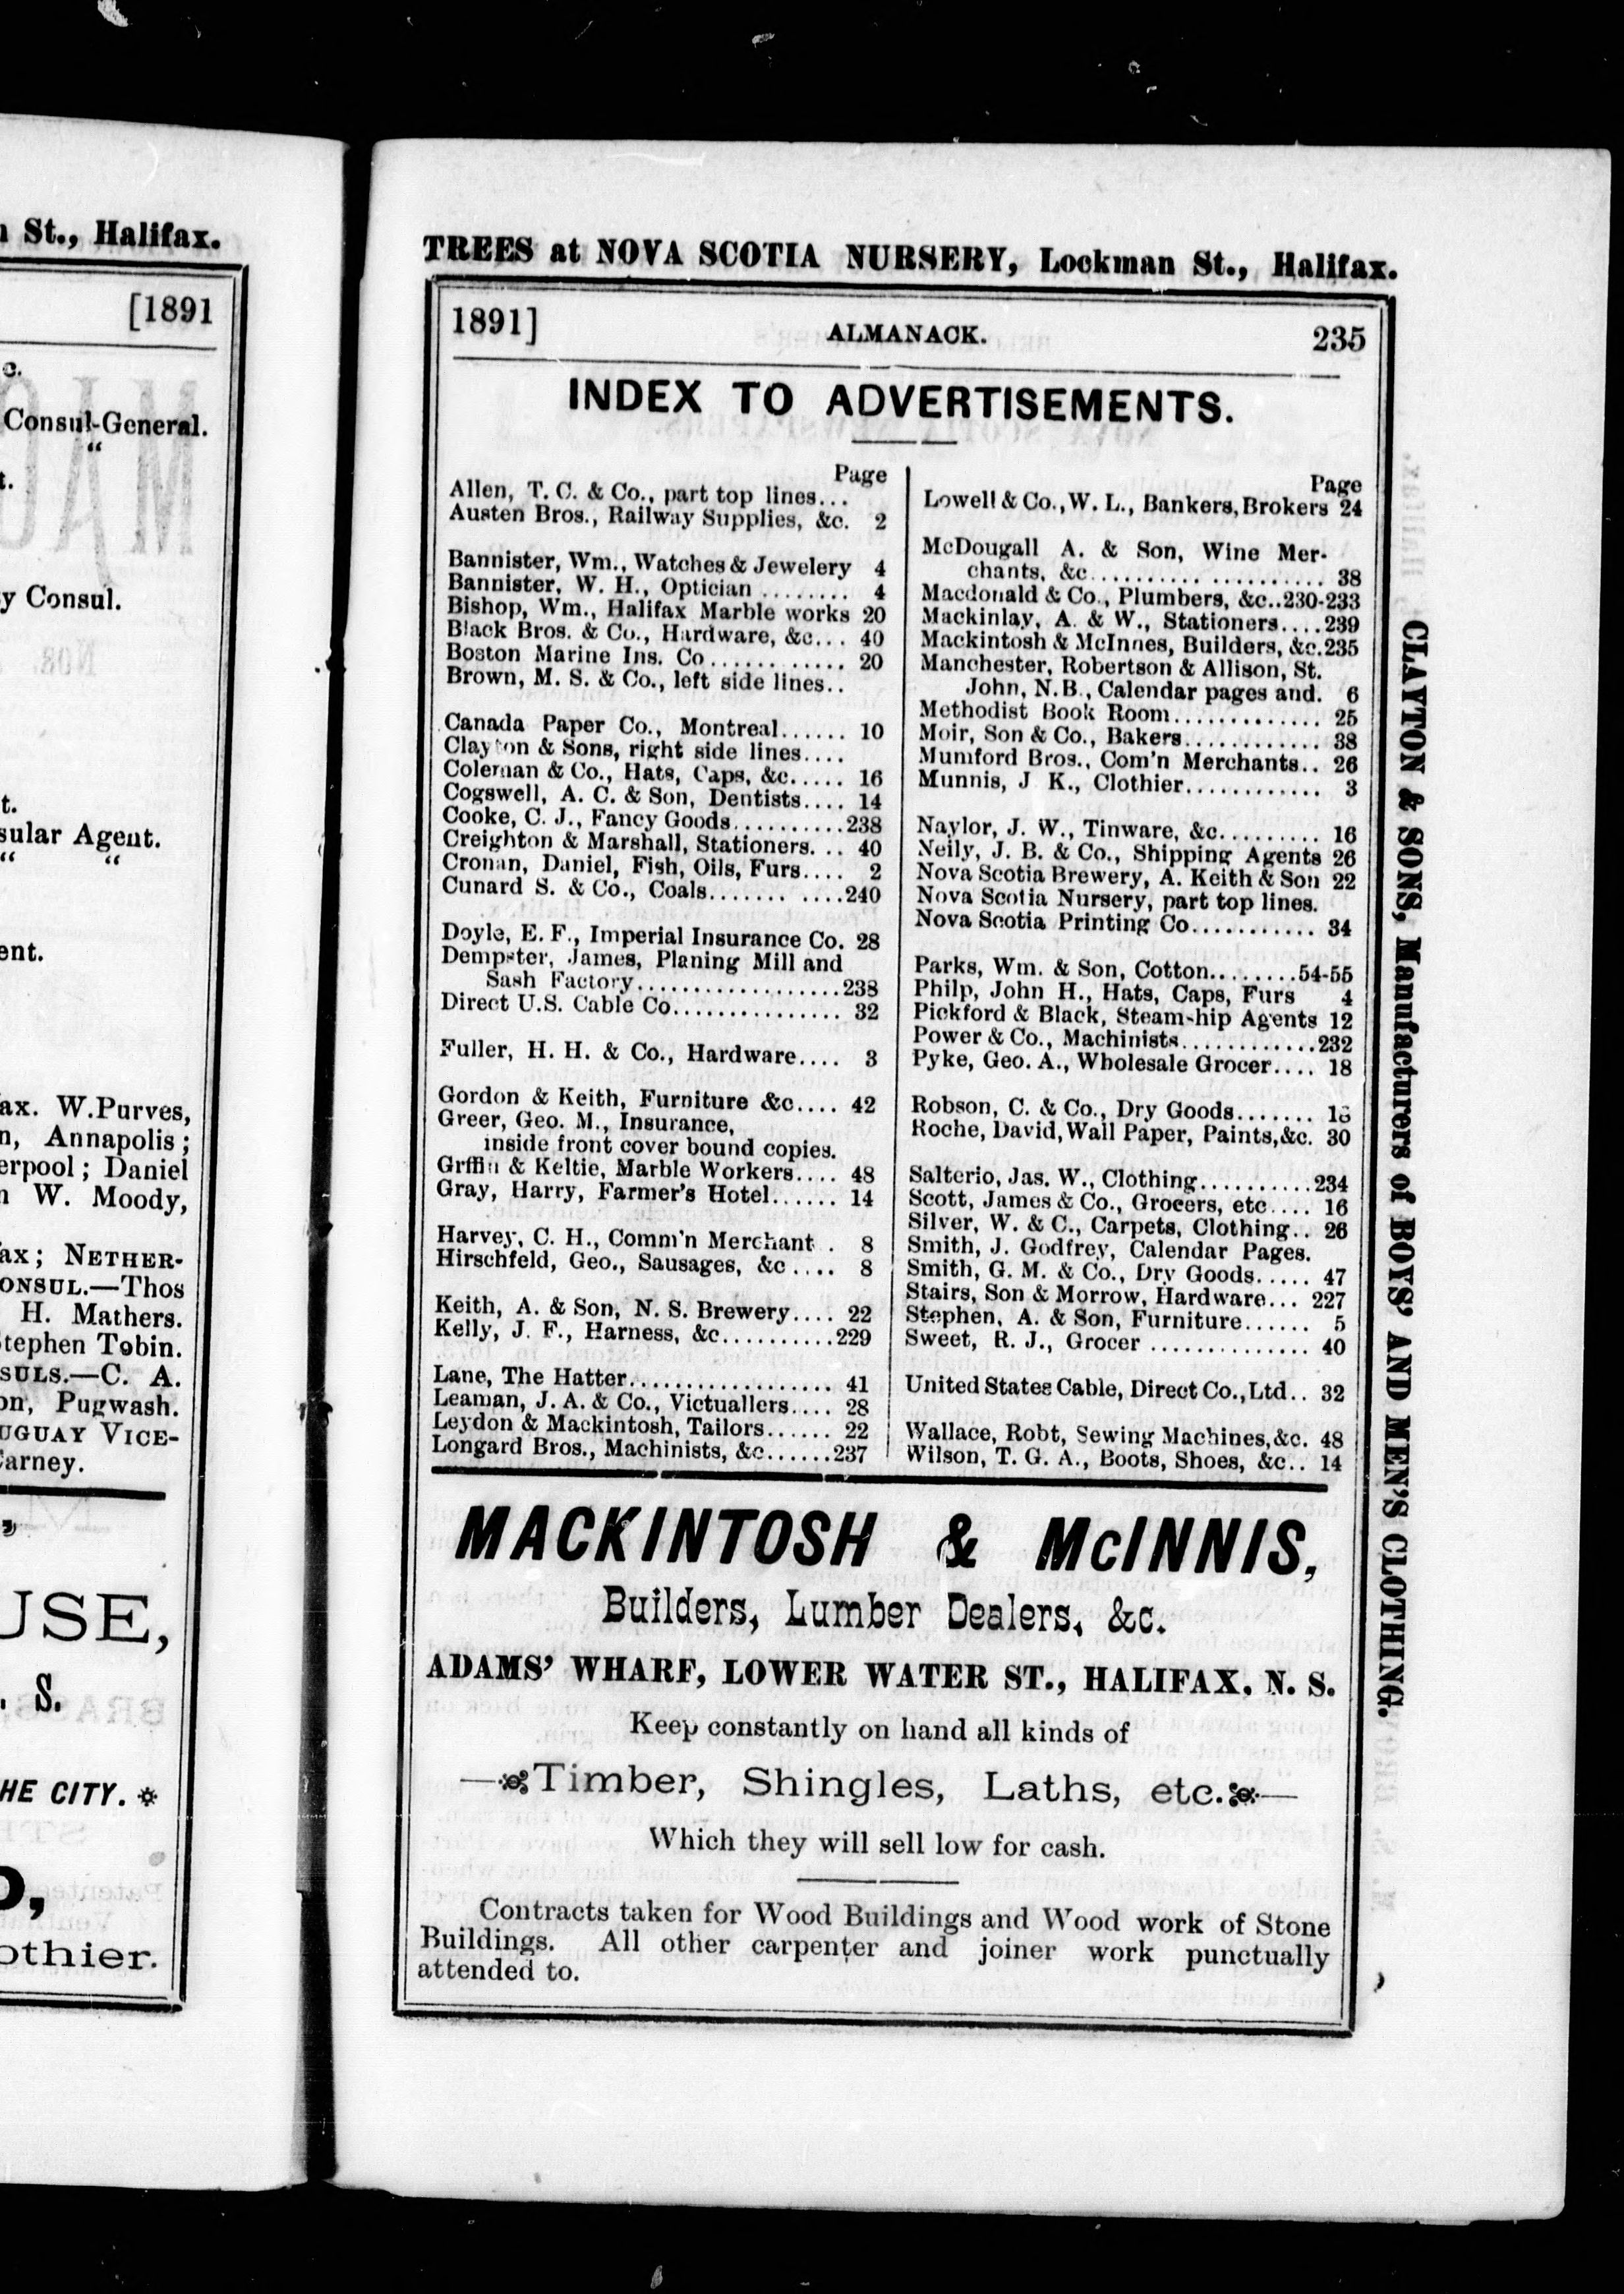 St., Halifax.
[1891
Consul-General.
"
y Consul.
sular Agent.
" "
ent.
ax. W.Purves,
n, Annapolis;
erpool; Daniel
W. Moody,
ax; NETHER-
ONSUL.—Thos
H. Mathers.
Stephen Tobin.
SULS.—C. A.
on, Pugwash.
UGUAY VICE-
Carney.
USE,
. S.
HE CITY.
D,
othier.
TREES at NOVA SCOTIA NURSERY, Lockman St., Halifax.
1891] ALMANACK. 235
INDEX TO ADVERTISEMENTS.
Page
Allen, T. C. & Co., part top lines...
Austen Bros., Railway Supplies, &c. 2
Bannister, Wm., Watches & Jewelery 4
Bannister, W. H., Optician ........ 4
Bishop, Wm., Halifax Marble works 20
Black Bros. & Co., Hardware, &c... 40
Boston Marine Ins. Co............ 20
Brown, M. S. & Co., left side lines..
Canada Paper Co., Montreal...... 10
Clayton & Sons, right side lines....
Coleman & Co., Hats, Caps, &c..... 16
Cogswell, A. C. & Son, Dentists.... 14
Cooke, C. J., Fancy Goods..........238
Creighton & Marshall, Stationers. .. 40
Cronan, Daniel, Fish, Oils, Furs.... 2
Cunard S. & Co., Coals....... ....240
Doyle, E. F., Imperial Insurance Co. 28
Dempster, James, Planing Mill and
Sash Factory..................238
Direct U.S. Cable Co............... 32
Fuller, H. H. & Co., Hardware.... 3
Gordon & Keith, Furniture &c.... 42
Greer, Geo. M., Insurance,
inside front cover bound copies.
Grffin & Keltie, Marble Workers.... 48
Gray, Harry, Farmer's Hotel...... 14
Harvey, C. H., Comm'n Merchant . 8
Hirschfeld, Geo., Sausages, &c .... 8
Keith, A. & Son, N. S. Brewery.... 22
Kelly, J. F., Harness, &c..........229
Lane, The Hatter.................. 41
Leaman, J. A. & Co., Victuallers.... 28
Leydon & Mackintosh, Tailors...... 22
Longard Bros., Machinists, &c......237
Page
Lowell & Co., W. L., Bankers, Brokers 24
McDougall A. & Son, Wine Mer-
chants, &c.......... .......... 38
Macdonald & Co., Plumbers, &c..230-233
Mackinlay, A. & W., Stationers....239
Mackintosh & McInnes, Builders, &c.235
Manchester, Robertson & Allison, St.
John, N.B., Calendar pages and. 6
Methodist Book Room............. 25
Moir, Son & Co., Bakers............ 38
Mumford Bros., Com'n Merchants.. 26
Munnis, J K., Clothier............ 3
Naylor, J. W., Tinware, &c......... 16
Neily, J. B. & Co., Shipping Agents 26
Nova Scotia Brewery, A. Keith & Son 22
Nova Scotia Nursery, part top lines.
Nova Scotia Printing Co........... 34
Parks, Wm. & Son, Cotton........54-55
Philp, John H., Hats, Caps, Furs 4
Pickford & Black, Steam-hip Agents 12
Power & Co., Machinists............232
Pyke, Geo. A., Wholesale Grocer.... 18
Robson, C. & Co., Dry Goods.......
Roche, David, Wall Paper, Paints,&c. 30
Salterio, Jas. W., Clothing..........234
Scott, James & Co., Grocers, etc.... 16
Silver, W. & C., Carpets, Clothing.. 26
Smith, J. Godfrey, Calendar Pages.
Smith, G. M. & Co., Dry Goods..... 47
Stairs, Son & Morrow, Hardware... 227
Stephen, A. & Son, Furniture...... 5
Sweet, R. J., Grocer .............. 40
United States Cable, Direct Co.,Ltd.. 32
Wallace, Robt, Sewing Machines,&c. 48
Wilson, T. G. A., Boots, Shoes, &c.. 14
MACKINTOSH & McINNIS,
Builders, Lumber Dealers, &c.
ADAMS' WHARF, LOWER WATER ST., HALIFAX, N. S.
Keep constantly on hand all kinds of
Timber, Shingles, Laths, etc.
Which they will sell low for cash.
Contracts taken for Wood Buildings and Wood work of Stone
Buildings. All other carpenter and joiner work punctually
attended to.
CLAYTON & SONS, Manufacturers of BOYS' AND MEN'S CLOTHING.